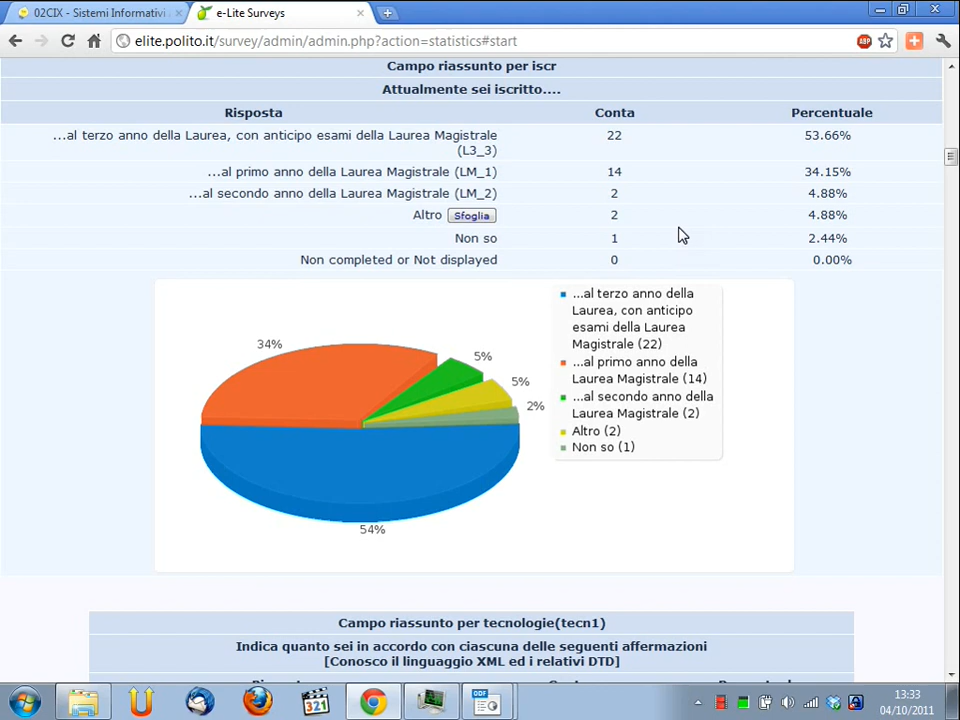 02CIX - Sistemi Informativi
e-Lite Surveys
elite.polito.it/survey/admin/admin.php?action=statistics#start
ABP
Campo riassunto per iscr
Attualmente sei iscritto....
Risposta Conta Percentuale
...al terzo anno della Laurea, con anticipo esami della Laurea Magistrale 22 53.66%
(L3_3)
...al primo anno della Laurea Magistrale (LM_1) 14 34.15%
...al secondo anno della Laurea Magistrale (LM_2) 2 4.88%
Altro Sfoglia 2 4.88%
Non so 1 2.44%
Non completed or Not displayed 0 0.00%
...al terzo anno della
Laurea, con anticipo
esami della Laurea
Magistrale (22)
...al primo anno della
Laurea Magistrale (14)
...al secondo anno della
Laurea Magistrale (2)
Altro (2)
Non so (1)
34%
5%
5%
2%
54%
Campo riassunto per tecnologie(tecn1)
Indica quanto sei in accordo con ciascuna delle seguenti affermazioni
[Conosco il linguaggio XML ed i relativi DTD]
321
ODF
13:33
04/10/2011